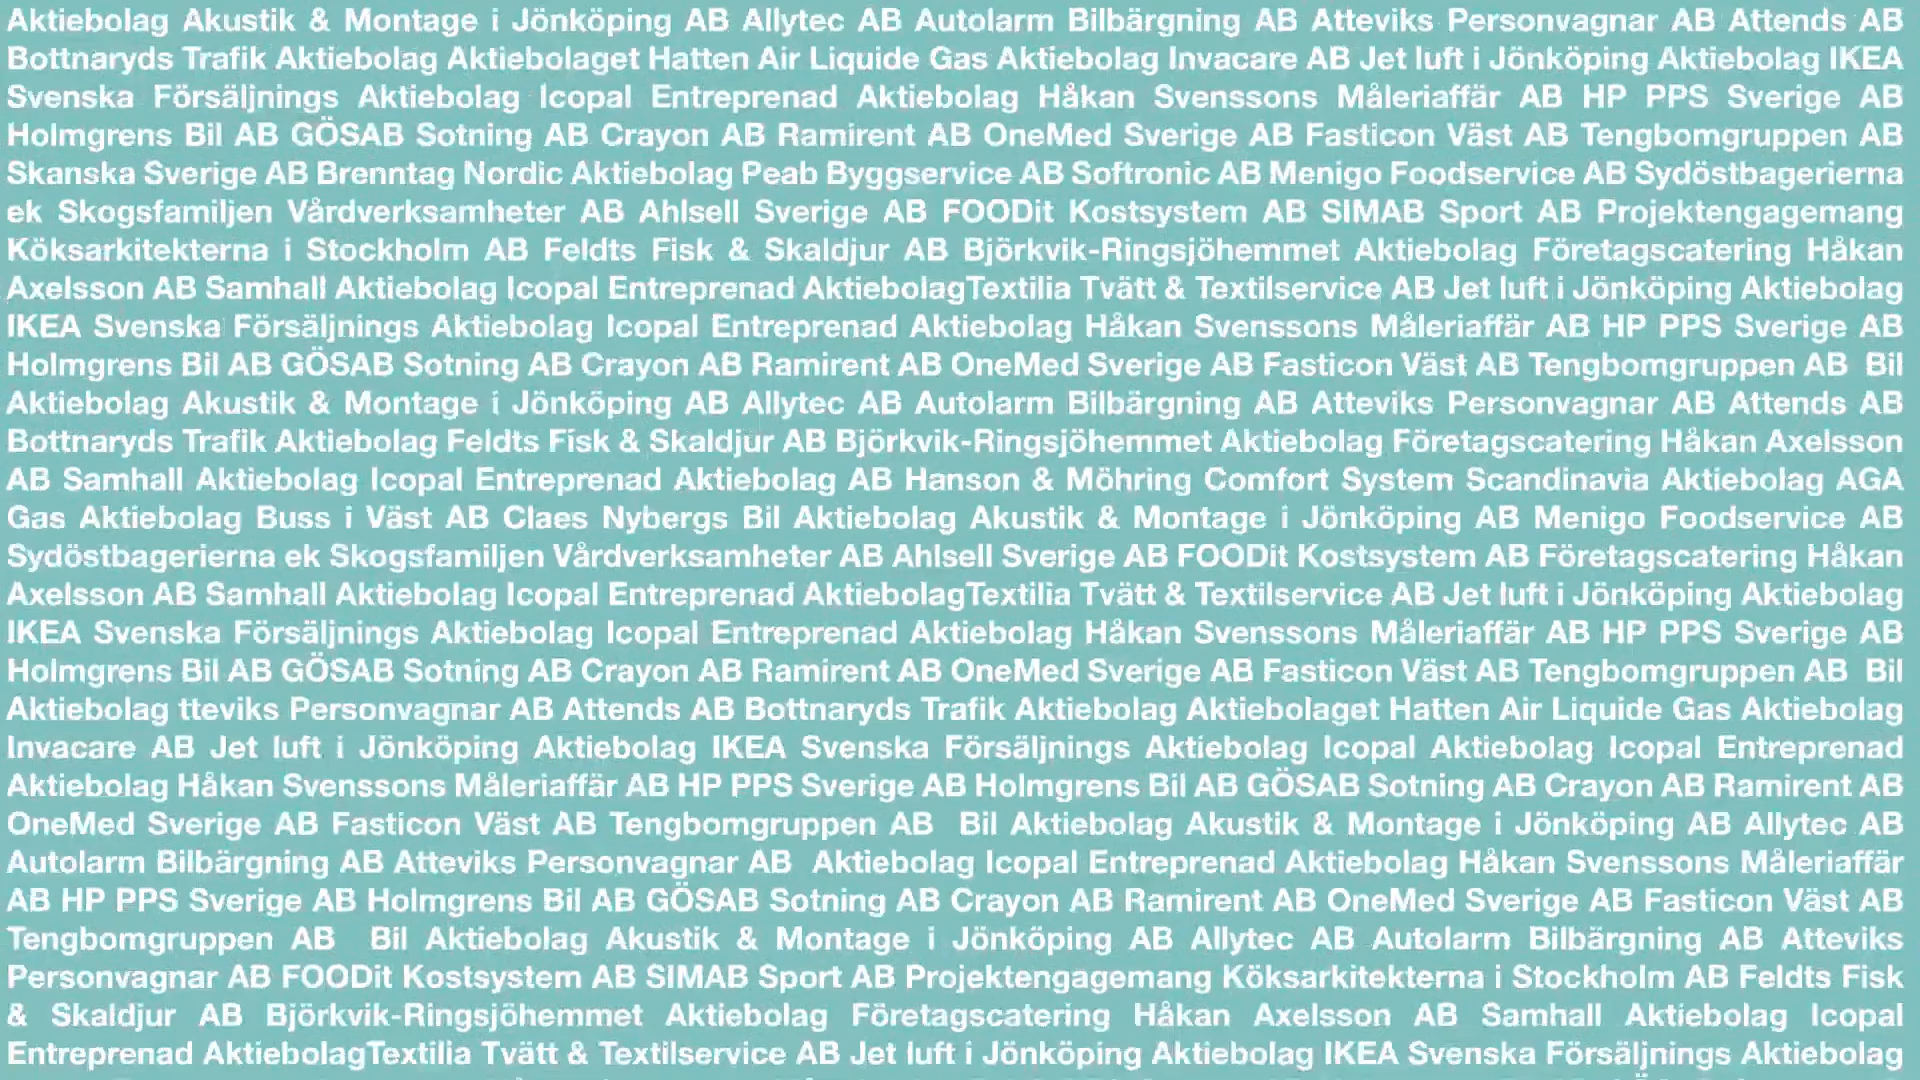 Aktiebolag Akustik & Montage i Jönköping AB Allytec AB Autolarm Bilbärgning AB Atteviks Personvagnar AB Attends AB
Bottnaryds Trafik Aktiebolag Aktiebolaget Hatten Air Liquide Gas Aktiebolag Invacare AB Jet luft i Jönköping Aktiebolag IKEA
Svenska Försäljnings Aktiebolag Icopal Entreprenad Aktiebolag Håkan Svenssons Måleriaffär AB HP PPS Sverige AB
Holmgrens Bil AB GÖSAB Sotning AB Crayon AB Ramirent AB OneMed Sverige AB Fasticon Väst AB Tengbomgruppen AB
Skanska Sverige AB Brenntag Nordic Aktiebolag Peab Byggservice AB Softronic AB Menigo Foodservice AB Sydöstbagerierna
ek Skogsfamiljen Vårdverksamheter AB Ahlsell Sverige AB FOODit Kostsystem AB SIMAB Sport AB Projektengagemang
Köksarkitekterna i Stockholm AB Feldts Fisk & Skaldjur AB Björkvik-Ringsjöhemmet Aktiebolag Företagscatering Håkan
Axelsson AB Samhall Aktiebolag Icopal Entreprenad AktiebolagTextilia Tvätt & Textilservice AB Jet luft i Jönköping Aktiebolag
IKEA Svenska Försäljnings Aktiebolag Icopal Entreprenad Aktiebolag Håkan Svenssons Måleriaffär AB HP PPS Sverige AB
Holmgrens Bil AB GÖSAB Sotning AB Crayon AB Ramirent AB OneMed Sverige AB Fasticon Väst AB Tengbomgruppen AB Bil
Aktiebolag Akustik & Montage i Jönköping AB Allytec AB Autolarm Bilbärgning AB Atteviks Personvagnar AB Attends AB
Bottnaryds Trafik Aktiebolag Feldts Fisk & Skaldjur AB Björkvik-Ringsjöhemmet Aktiebolag Företagscatering Håkan Axelsson
AB Samhall Aktiebolag Icopal Entreprenad Aktiebolag AB Hanson & Möhring Comfort System Scandinavia Aktiebolag AGA
Gas Aktiebolag Buss i Väst AB Claes Nybergs Bil Aktiebolag Akustik & Montage i Jönköping AB Menigo Foodservice AB
Sydöstbagerierna ek Skogsfamiljen Vårdverksamheter AB Ahlsell Sverige AB FOODit Kostsystem AB Företagscatering Håkan
Axelsson AB Samhall Aktiebolag Icopal Entreprenad AktiebolagTextilia Tvätt & Textilservice AB Jet luft i Jönköping Aktiebolag
IKEA Svenska Försäljnings Aktiebolag Icopal Entreprenad Aktiebolag Håkan Svenssons Måleriaffär AB HP PPS Sverige AB
Holmgrens Bil AB GÖSAB Sotning AB Crayon AB Ramirent AB OneMed Sverige AB Fasticon Väst AB Tengbomgruppen AB Bil
Aktiebolag tteviks Personvagnar AB Attends AB Bottnaryds Trafik Aktiebolag Aktiebolaget Hatten Air Liquide Gas Aktiebolag
Invacare AB Jet luft i Jönköping Aktiebolag IKEA Svenska Försäljnings Aktiebolag Icopal Aktiebolag Icopal Entreprenad
Aktiebolag Håkan Svenssons Måleriaffär AB HP PPS Sverige AB Holmgrens Bil AB GÖSAB Sotning AB Crayon AB Ramirent AB
OneMed Sverige AB Fasticon Väst AB Tengbomgruppen AB Bil Aktiebolag Akustik & Montage i Jönköping AB Allytec AB
Autolarm Bilbärgning AB Atteviks Personvagnar AB Aktiebolag Icopal Entreprenad Aktiebolag Håkan Svenssons Måleriaffär
AB HP PPS Sverige AB Holmgrens Bil AB GÖSAB Sotning AB Crayon AB Ramirent AB OneMed Sverige AB Fasticon Väst AB
Tengbomgruppen AB Bil Aktiebolag Akustik & Montage i Jönköping AB Allytec AB Autolarm Bilbärgning AB Atteviks
Personvagnar AB FOODit Kostsystem AB SIMAB Sport AB Projektengagemang Köksarkitekterna i Stockholm AB Feldts Fisk
& Skaldjur AB Björkvik-Ringsjöhemmet Aktiebolag Företagscatering Håkan Axelsson AB Samhall Aktiebolag Icopal
Entreprenad AktiebolagTextilia Tvätt & Textilservice AB Jet luft i Jönköping Aktiebolag IKEA Svenska Försäljnings Aktiebolag